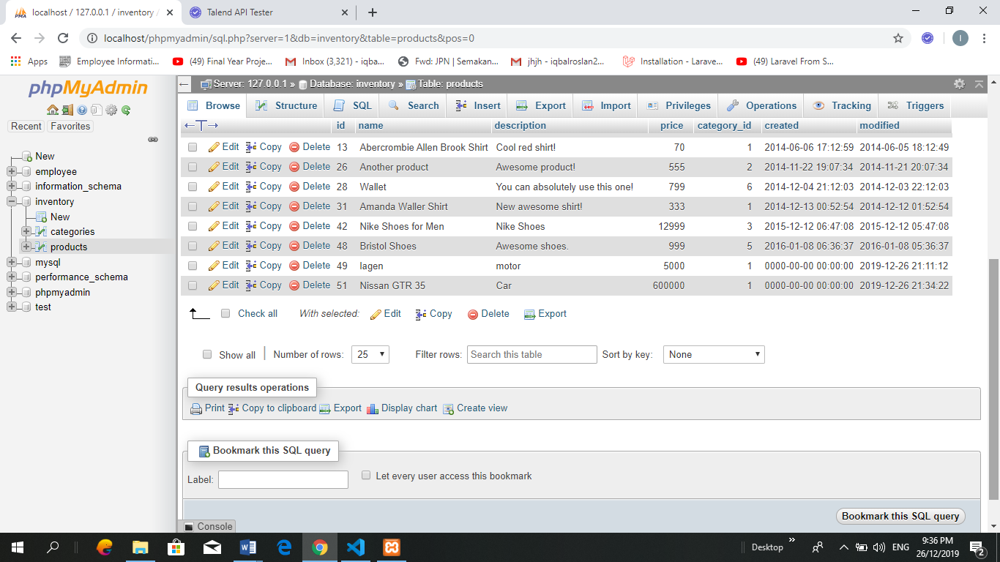 localhost / 127.0.0.1 / inventory /
Talend API Tester
localhost/phpmyadmin/sql.php?server=1&db=inventory&table=products&pos=0
I
Apps Employee Informati... (49) Final Year Proje... Inbox (3,321) - iqba... Fwd: JPN | Semakan... jhjh - iqbalroslan2... Installation - Larave... (49) Laravel From S...
phpMyAdmin
Recent Favorites
New
employee
information_schema
inventory
New
categories
products
mysql
performance_schema
phpmyadmin
test
Server: 127.0.0.1 » Database: inventory » Table: products
Browse Structure SQL Search Insert Export Import Privileges Operations Tracking Triggers
←T→ id name description price category_id created modified
Edit Copy Delete 13 Abercrombie Allen Brook Shirt Cool red shirt! 70 1 2014-06-06 17:12:59 2014-06-05 18:12:49
Edit Copy Delete 26 Another product Awesome product! 555 2 2014-11-22 19:07:34 2014-11-21 20:07:34
Edit Copy Delete 28 Wallet You can absolutely use this one! 799 6 2014-12-04 21:12:03 2014-12-03 22:12:03
Edit Copy Delete 31 Amanda Waller Shirt New awesome shirt! 333 1 2014-12-13 00:52:54 2014-12-12 01:52:54
Edit Copy Delete 42 Nike Shoes for Men Nike Shoes 12999 3 2015-12-12 06:47:08 2015-12-12 05:47:08
Edit Copy Delete 48 Bristol Shoes Awesome shoes. 999 5 2016-01-08 06:36:37 2016-01-08 05:36:37
Edit Copy Delete 49 lagen motor 5000 1 0000-00-00 00:00:00 2019-12-26 21:11:12
Edit Copy Delete 51 Nissan GTR 35 Car 600000 1 0000-00-00 00:00:00 2019-12-26 21:34:22
Check all With selected: Edit Copy Delete Export
Show all Number of rows: 25 Filter rows: Search this table Sort by key: None
Query results operations
Print Copy to clipboard Export Display chart Create view
Bookmark this SQL query
Label: Let every user access this bookmark
Bookmark this SQL query
Console
Desktop » ENG 9:36 PM
26/12/2019 2